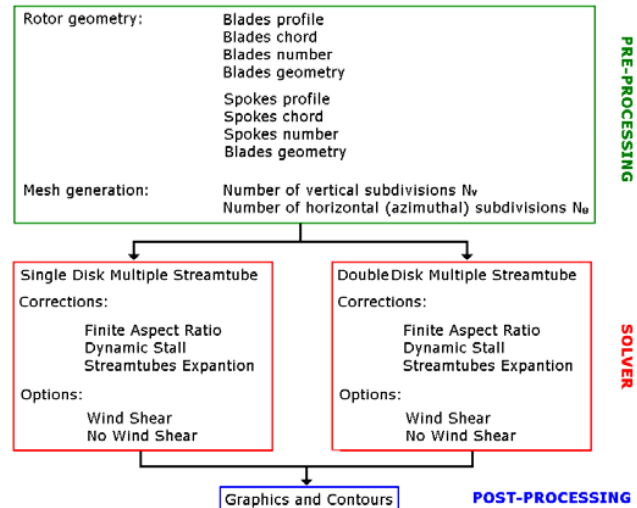 Rotor geometry: Blades profile
Blades chord
Blades number
Blades geometry
Spokes profile
Spokes chord
Spokes number
Blades geometry
Mesh generation: Number of vertical subdivisions Nᵥ
Number of horizontal (azimuthal) subdivisions Nθ
PRE-PROCESSING
Single Disk Multiple Streamtube
Corrections:
Finite Aspect Ratio
Dynamic Stall
Streamtubes Expantion
Options:
Wind Shear
No Wind Shear
DoubleDisk Multiple Streamtube
Corrections:
Finite Aspect Ratio
Dynamic Stall
Streamtubes Expantion
Options:
Wind Shear
No Wind Shear
SOLVER
Graphics and Contours
POST-PROCESSING